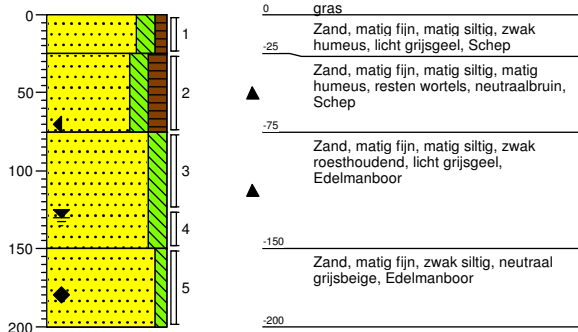 0
50
100
150
200
1
2
3
4
5
0
gras
Zand, matig fijn, matig siltig, zwak
humeus, licht grijsgeel, Schep
-25
Zand, matig fijn, matig siltig, matig
humeus, resten wortels, neutraalbruin,
Schep
-75
Zand, matig fijn, matig siltig, zwak
roesthoudend, licht grijsgeel,
Edelmanboor
-150
Zand, matig fijn, zwak siltig, neutraal
grijsbeige, Edelmanboor
-200